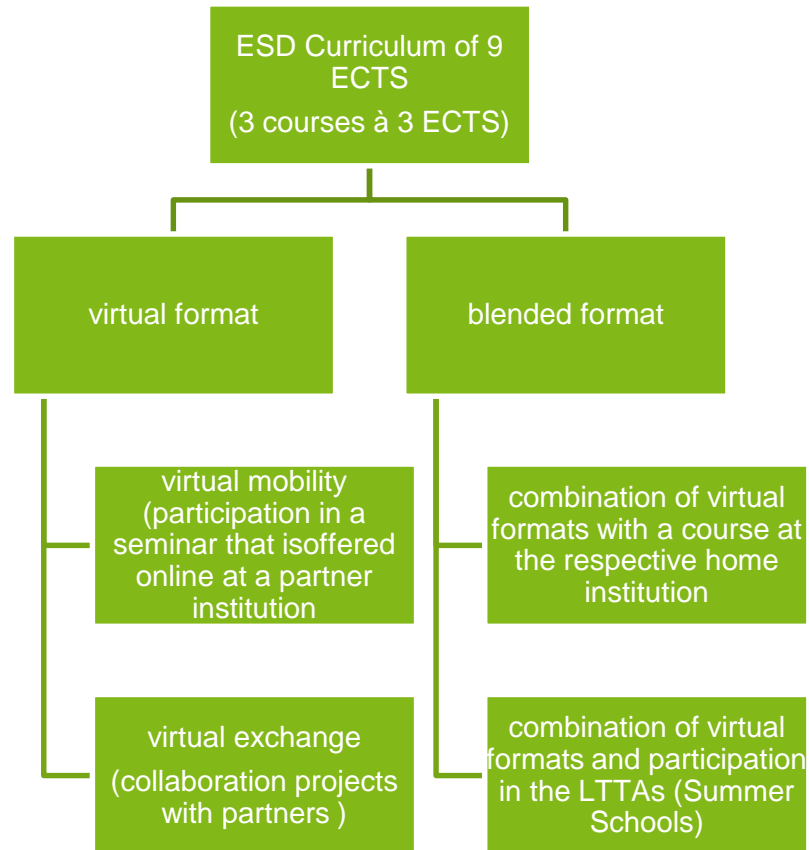 ESD Curriculum of 9
ECTS
(3 courses à 3 ECTS)
virtual format
blended format
virtual mobility
(participation in a
seminar that isoffered
online at a partner
institution
combination of virtual
formats with a course at
the respective home
institution
virtual exchange
(collaboration projects
with partners )
combination of virtual
formats and participation
in the LTTAs (Summer
Schools)